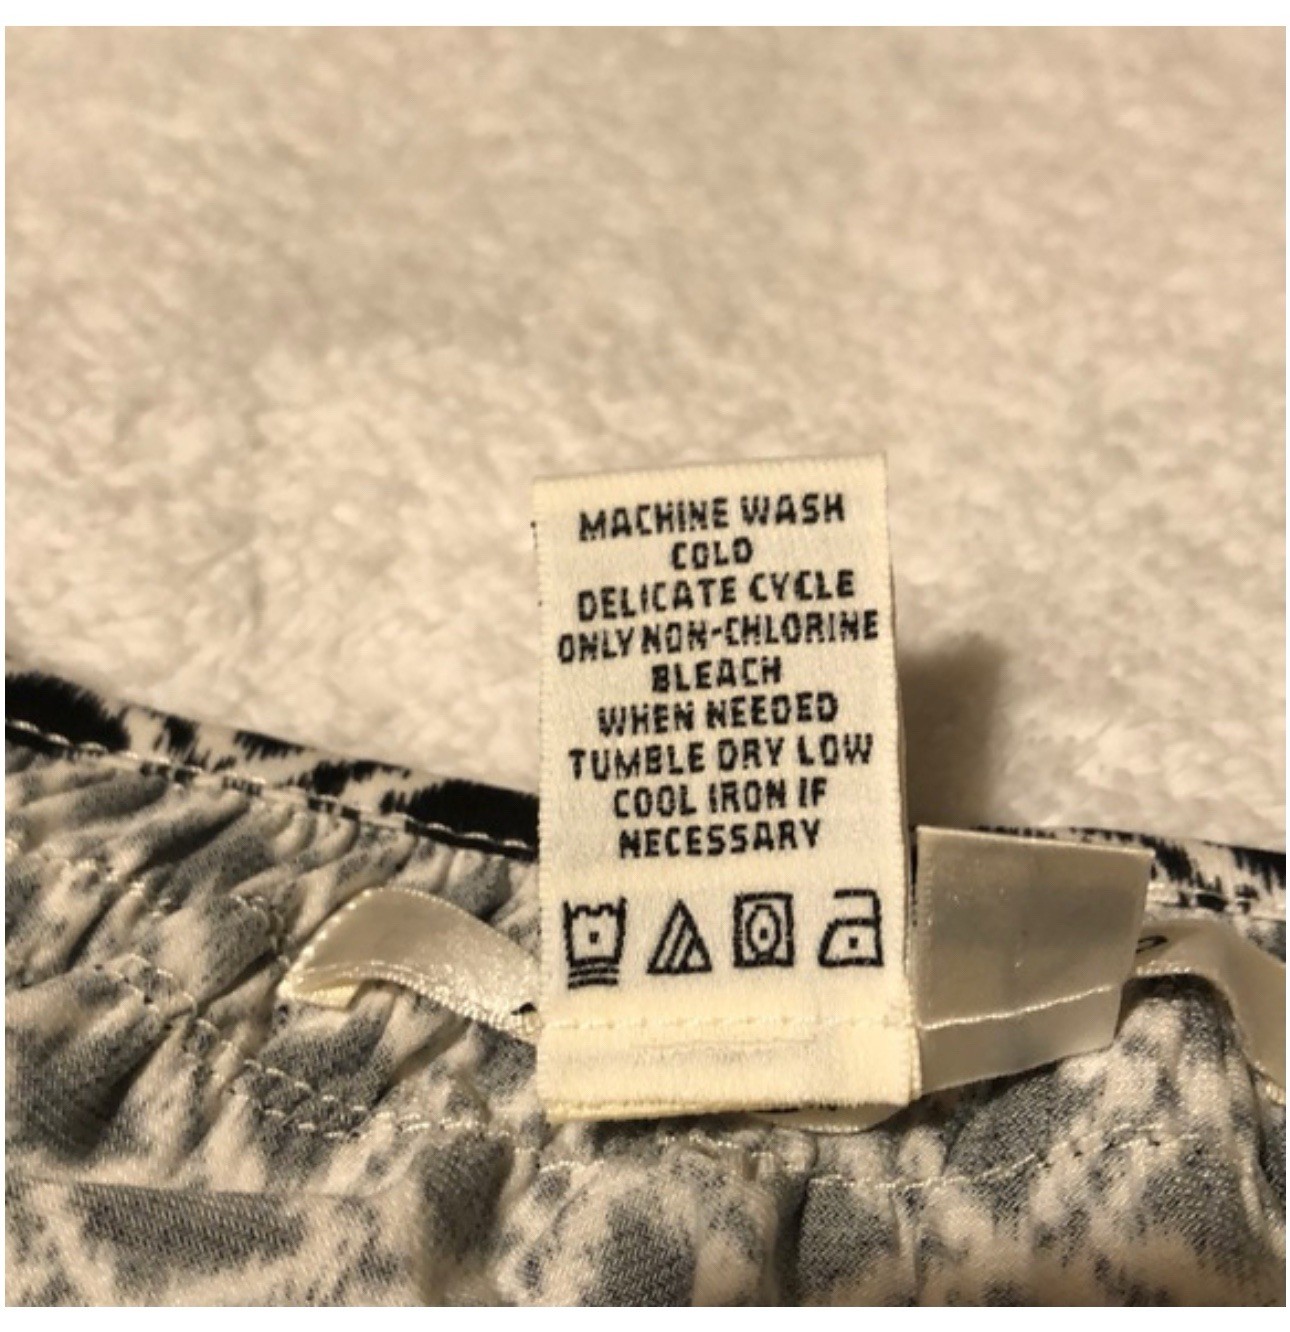 MACHINE WASH
COLD
DELICATE CYCLE
ONLY NON-CHLORINE
BLEACH
WHEN NEEDED
TUMBLE DRY LOW
COOL IRON IF
NECESSARY